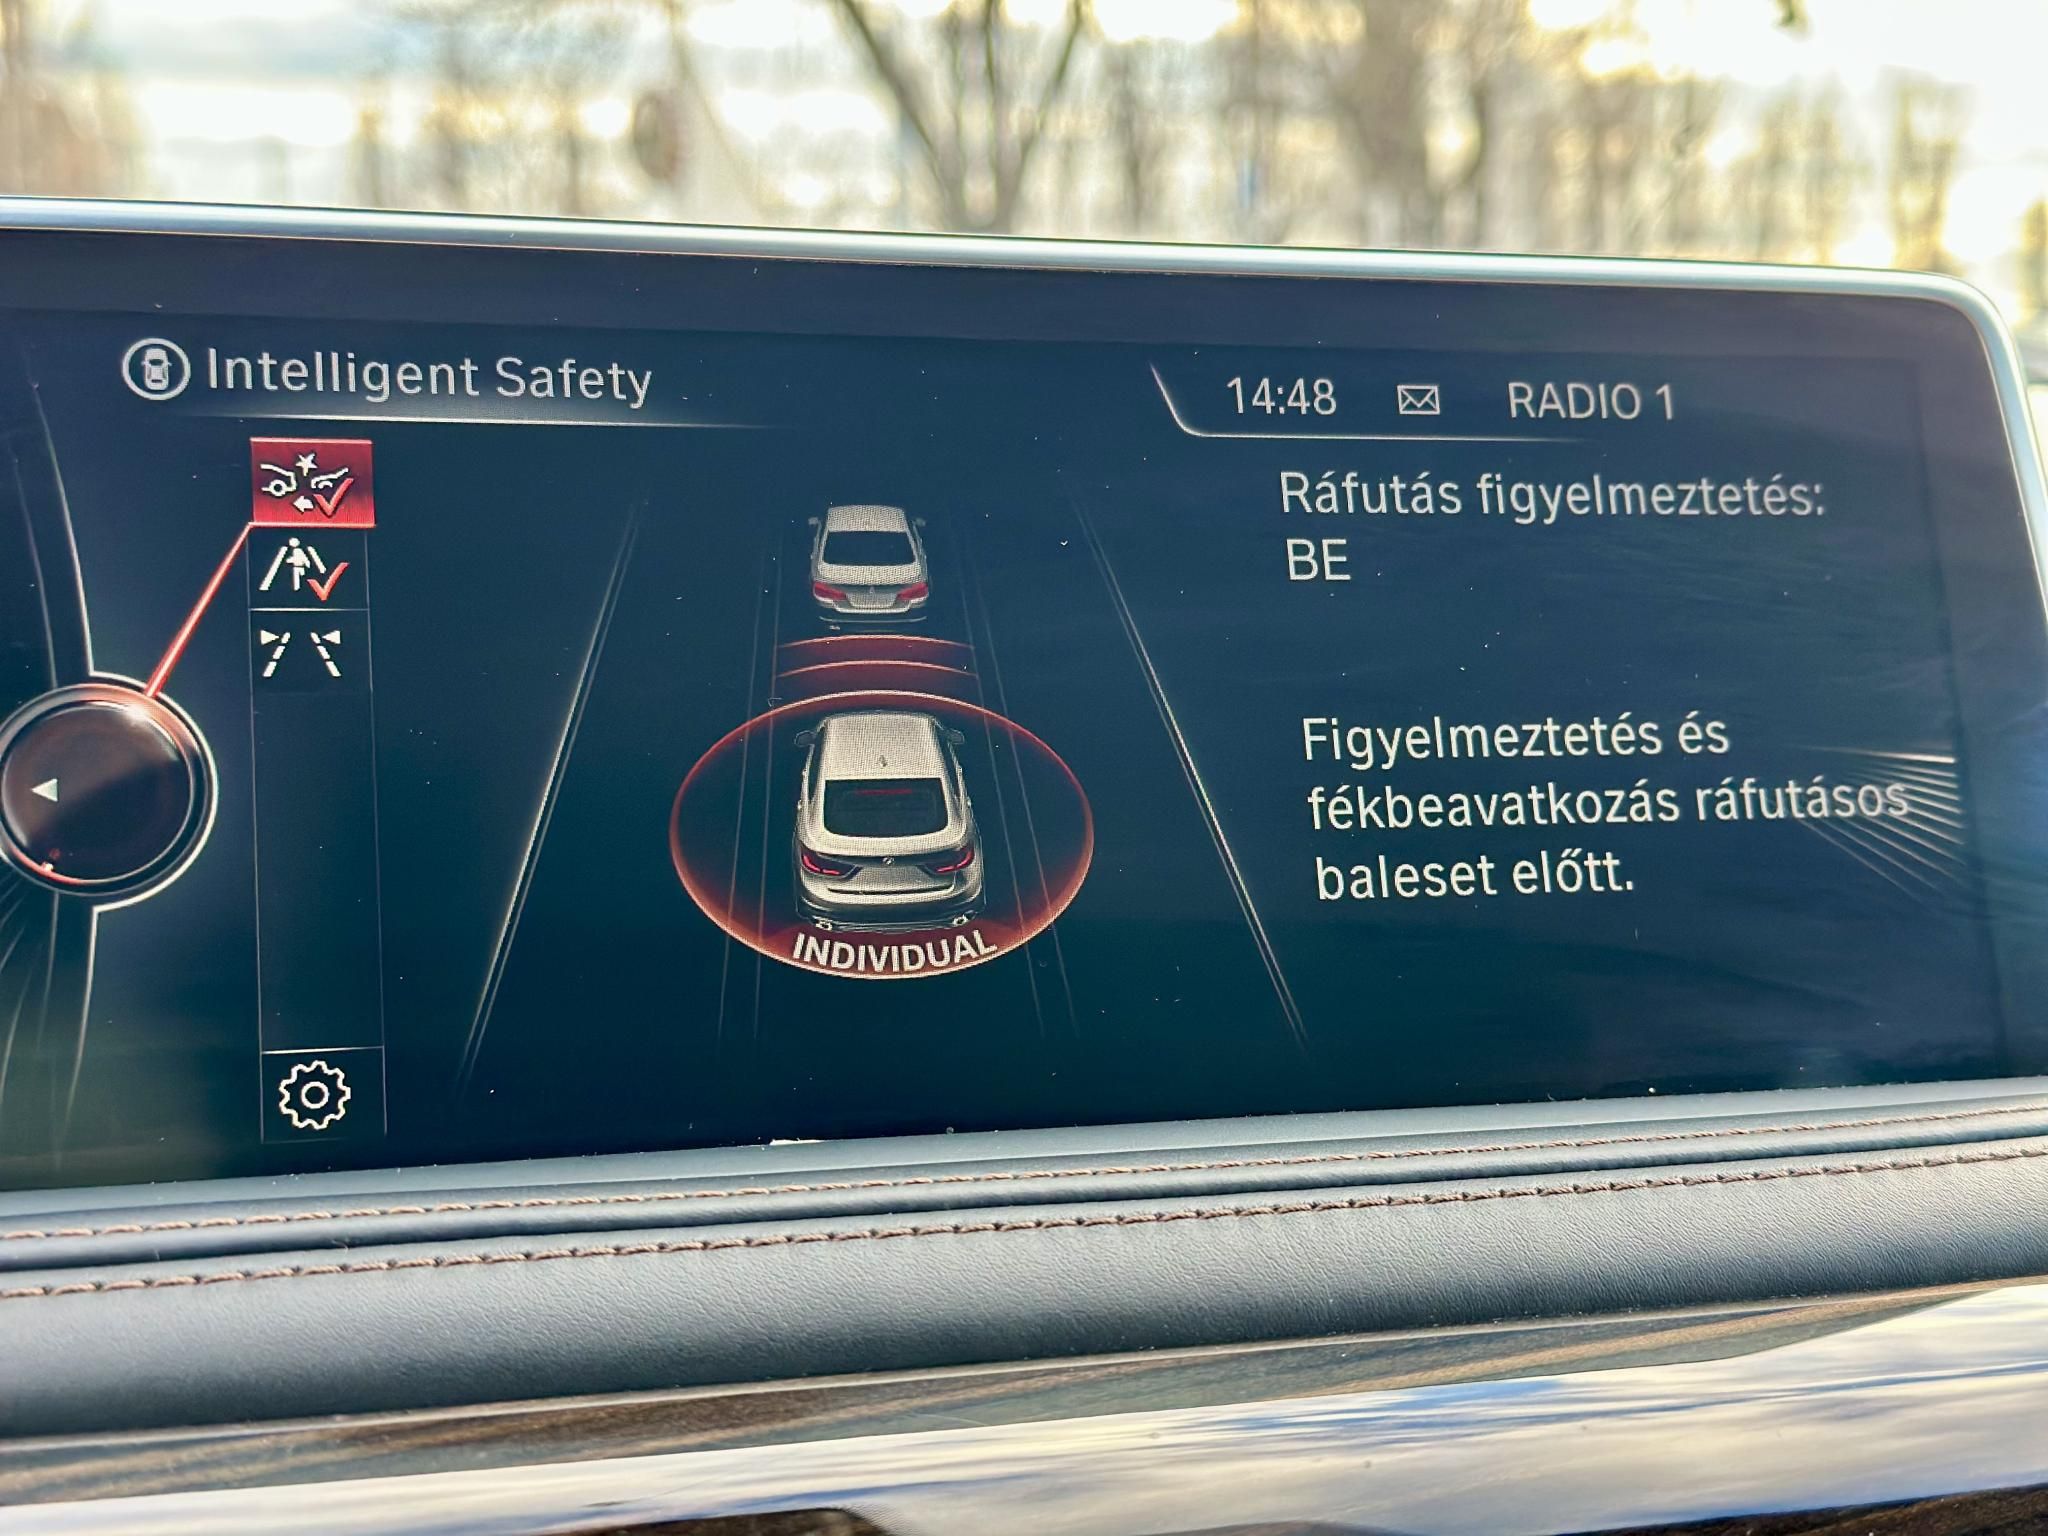 Intelligent Safety
14:48 RADIO 1
Ráfutás figyelmeztetés:
BE
Figyelmeztetés és
fékbeavatkozás ráfutásos
baleset előtt.
INDIVIDUAL